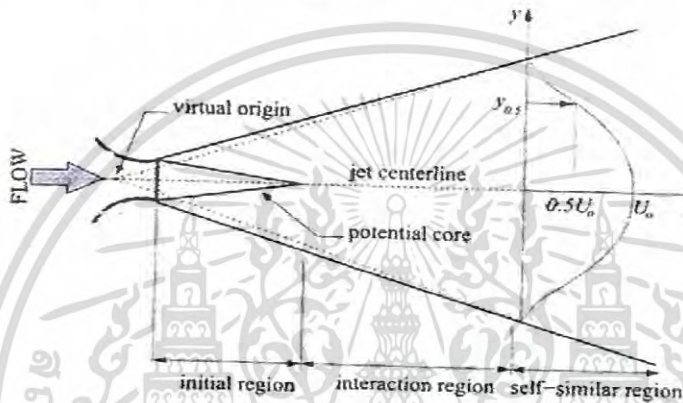 y
virtual origin
y0.5
FLOW
jet centerline
0.5Uo
Uo
potential core
initial region
interaction region
self-similar region